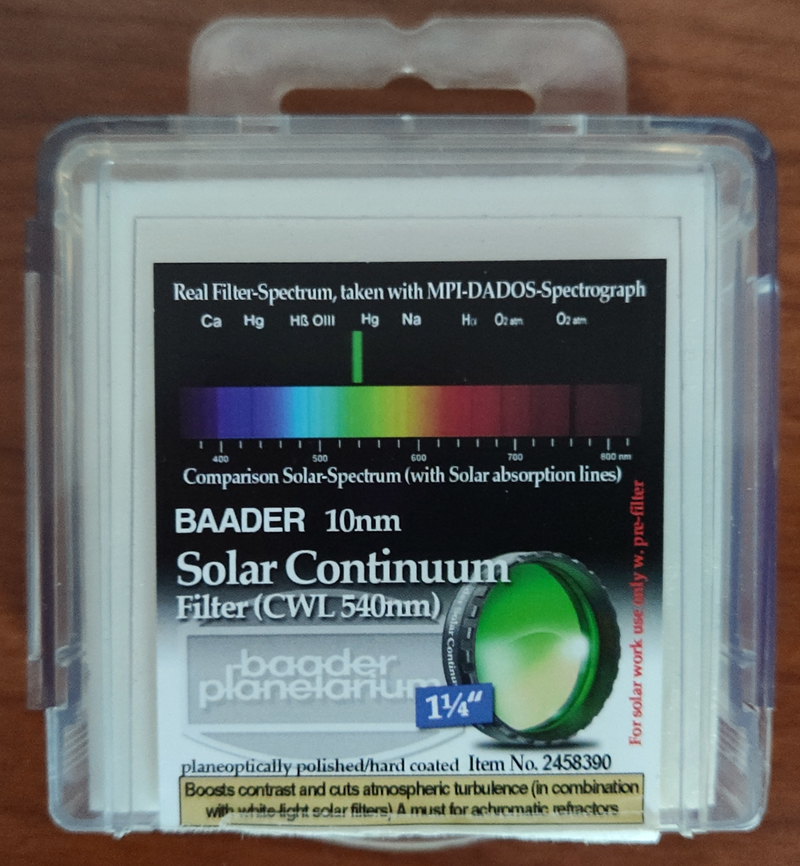 Real Filter-Spectrum, taken with MPI-DADOS-Spectrograph
Ca Hg Hß OIII Hg Na Hα O2 atm O2 atm
400 500 600 700 800 nm
Comparison Solar-Spectrum (with Solar absorption lines)
BAADER 10nm
Solar Continuum
Filter (CWL 540nm)
baader
planetarium
1¼"
Solar Continuum
For solar work use only w. pre-filter
planeoptically polished/hard coated Item No. 2458390
Boosts contrast and cuts atmospheric turbulence (in combination
with white light solar filters) A must for achromatic refractors